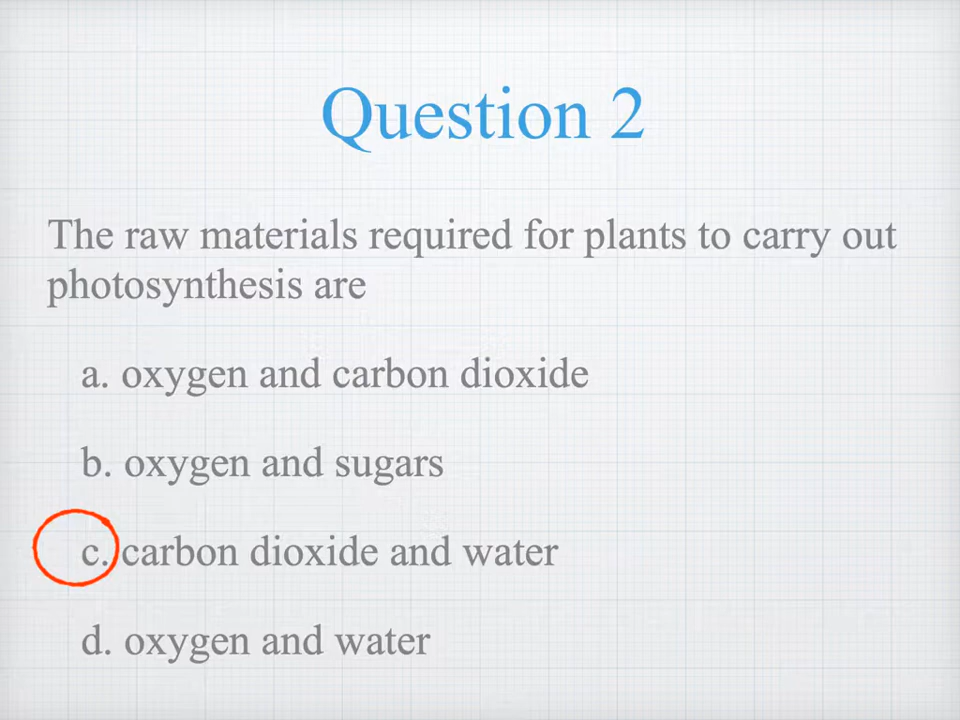 Question 2
The raw materials required for plants to carry out
photosynthesis are
a. oxygen and carbon dioxide
b. oxygen and sugars
c. carbon dioxide and water
d. oxygen and water